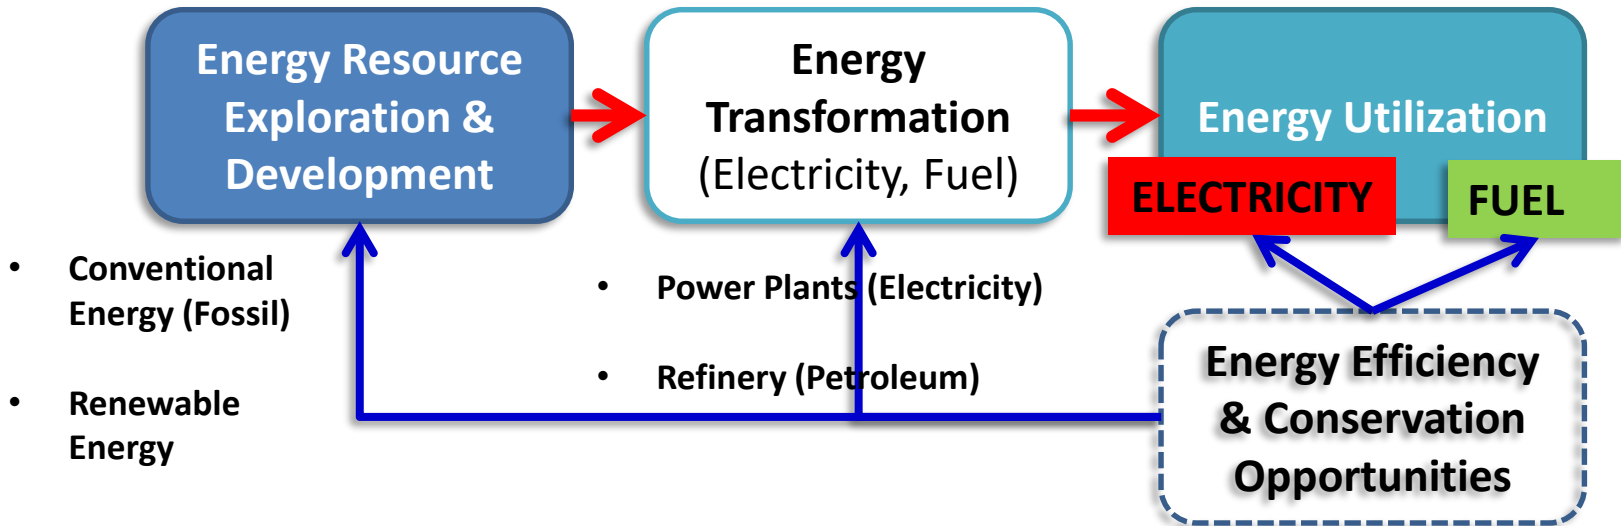 Energy Resource
Exploration &
Development
Energy
Transformation
(Electricity, Fuel)
Energy Utilization
ELECTRICITY
FUEL
• Conventional
Energy (Fossil)
• Renewable
Energy
• Power Plants (Electricity)
• Refinery (Petroleum)
Energy Efficiency
& Conservation
Opportunities